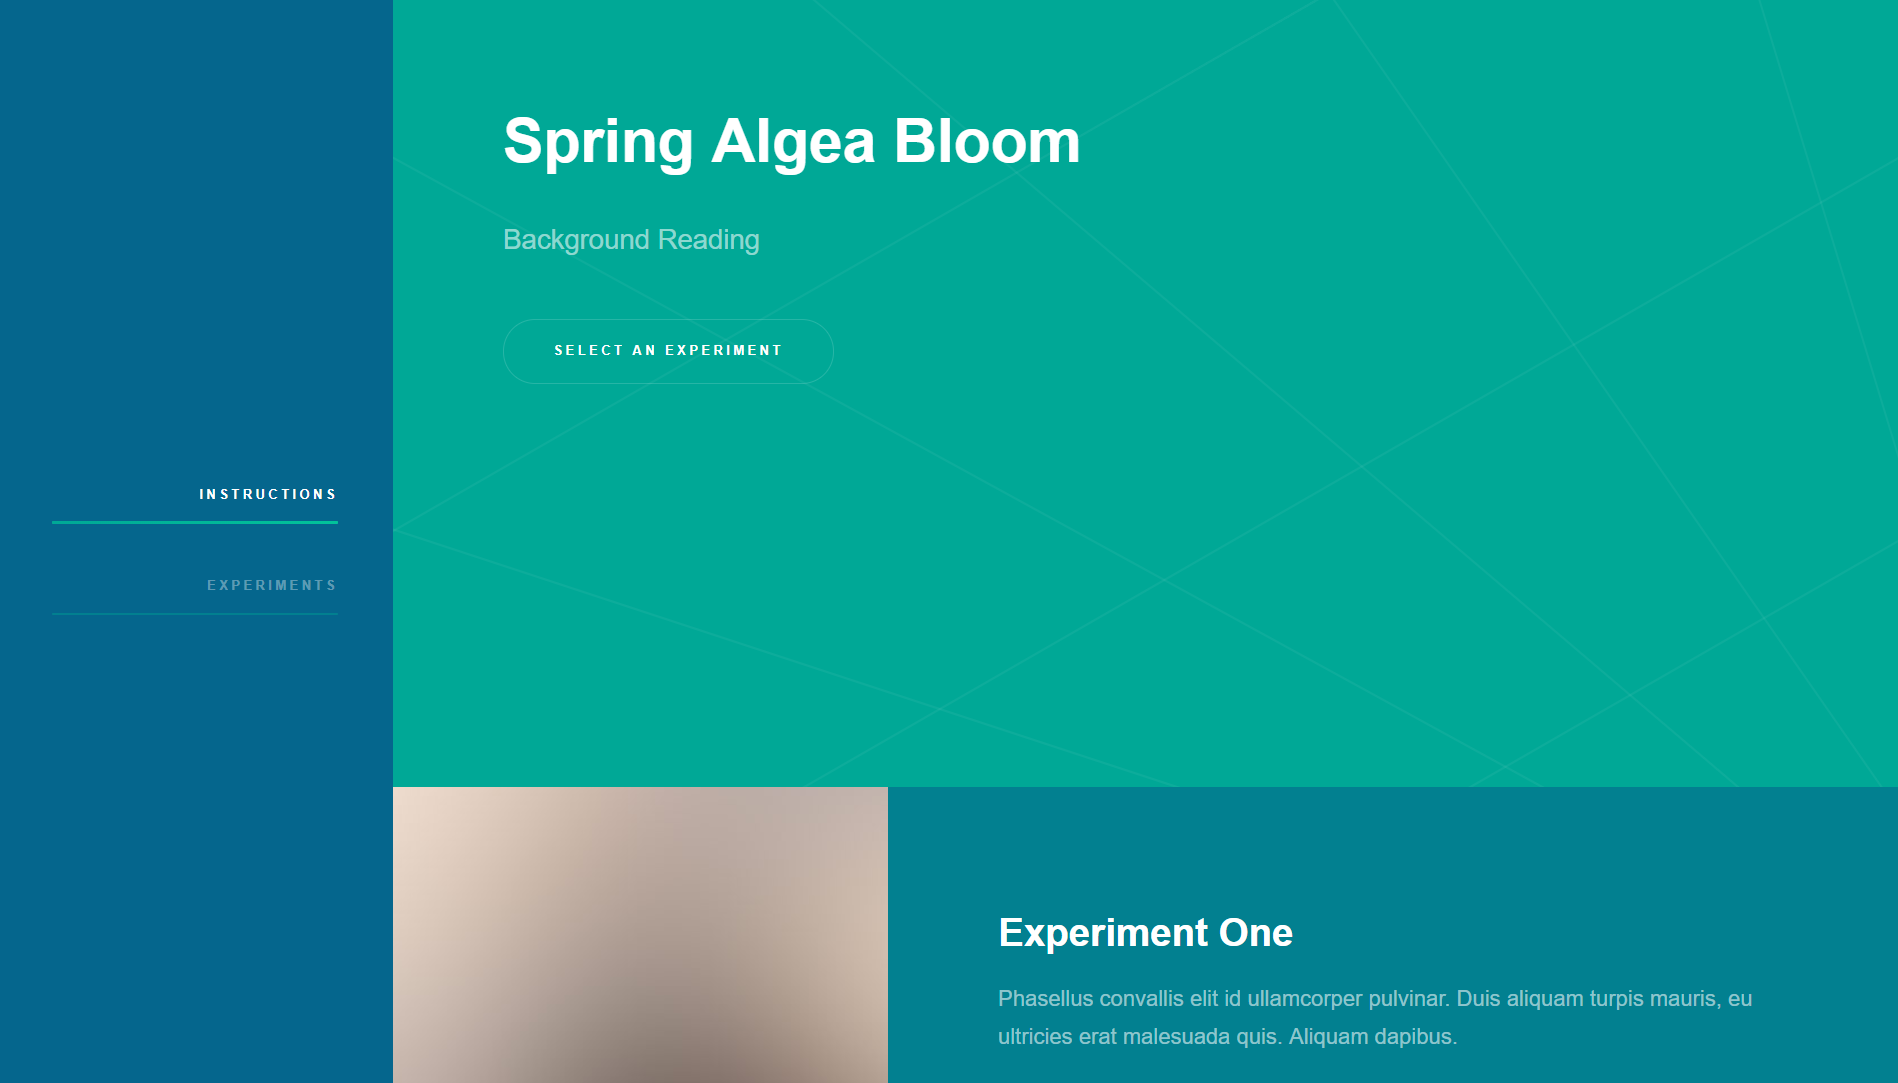 INSTRUCTIONS
EXPERIMENTS
Spring Algea Bloom
Background Reading
SELECT AN EXPERIMENT
Experiment One
Phasellus convallis elit id ullamcorper pulvinar. Duis aliquam turpis mauris, eu
ultricies erat malesuada quis. Aliquam dapibus.